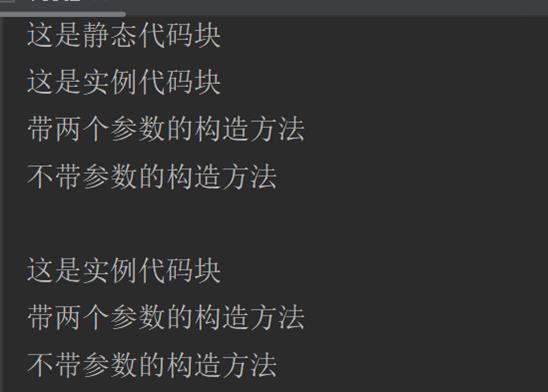 这是静态代码块
这是实例代码块
带两个参数的构造方法
不带参数的构造方法
这是实例代码块
带两个参数的构造方法
不带参数的构造方法